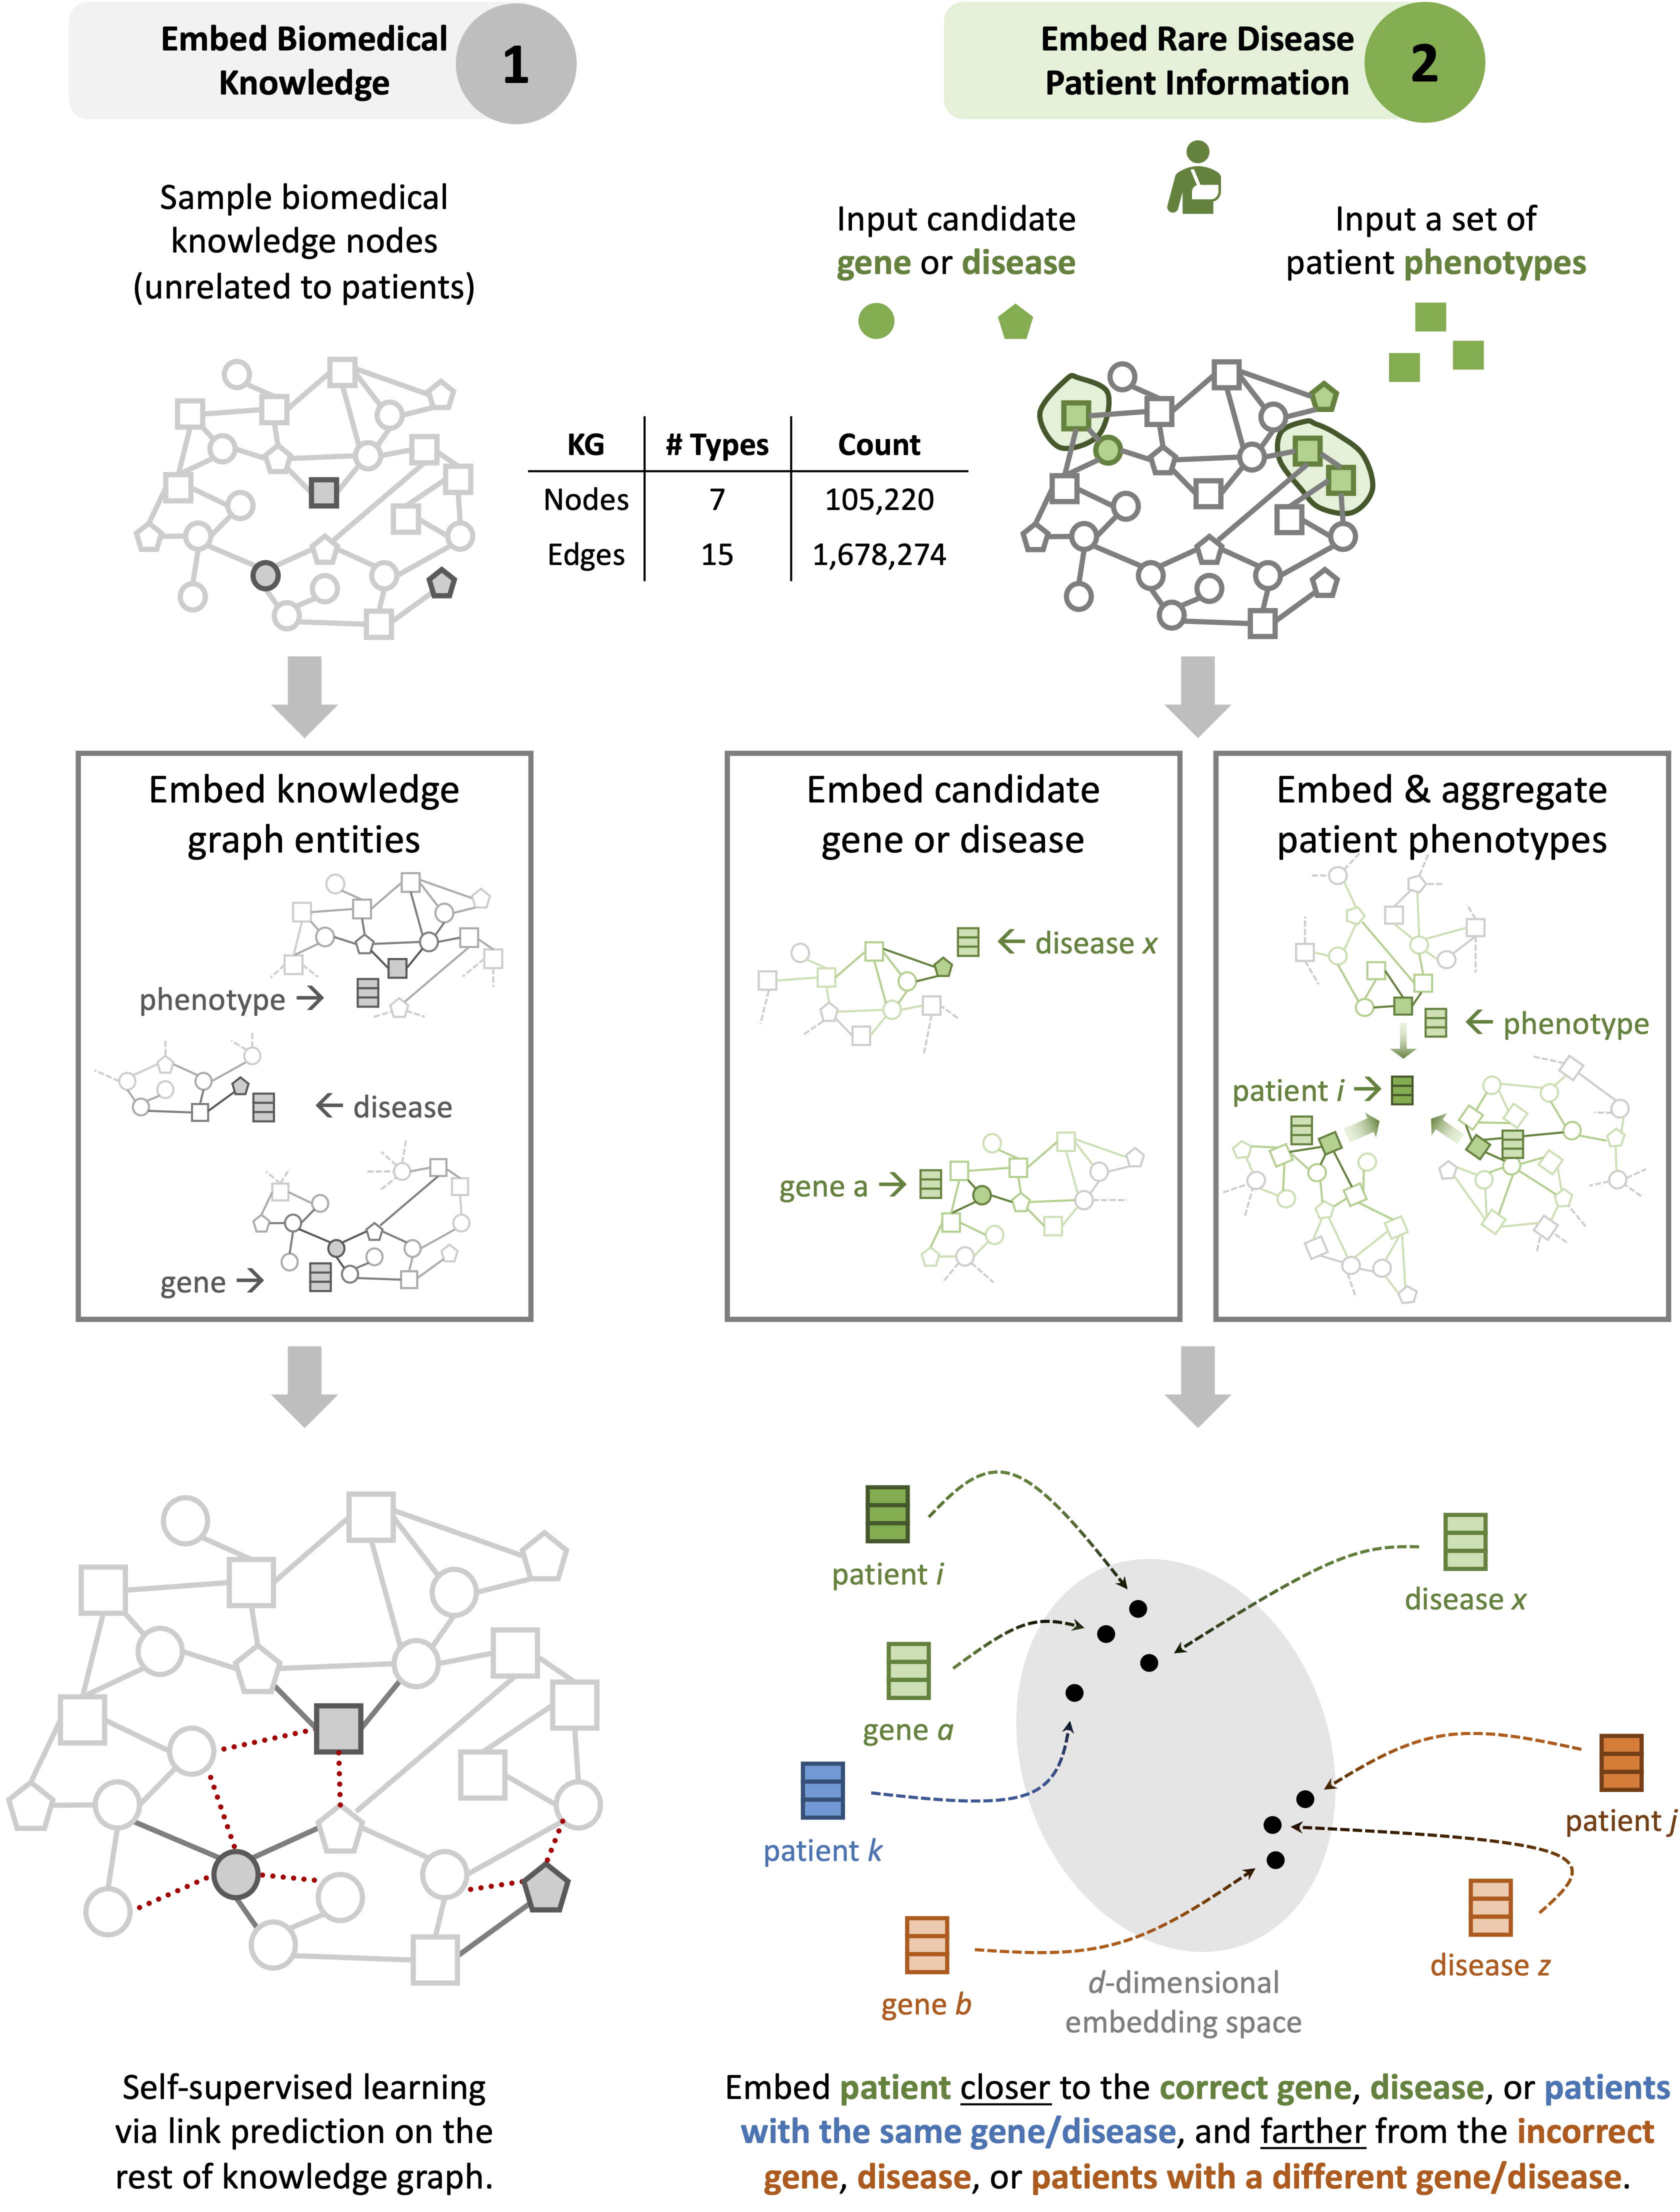 Embed Biomedical
Knowledge
1
Sample biomedical
knowledge nodes
(unrelated to patients)
Embed Rare Disease
Patient Information
2
Input candidate
gene or disease
Input a set of
patient phenotypes
KG # Types Count
Nodes 7 105,220
Edges 15 1,678,274
Embed knowledge
graph entities
phenotype →
← disease
gene →
Embed candidate
gene or disease
← disease x
gene a →
Embed & aggregate
patient phenotypes
← phenotype
patient i →
patient i
disease x
gene a
patient k
patient j
gene b
disease z
d-dimensional
embedding space
Self-supervised learning
via link prediction on the
rest of knowledge graph.
Embed patient closer to the correct gene, disease, or patients
with the same gene/disease, and farther from the incorrect
gene, disease, or patients with a different gene/disease.